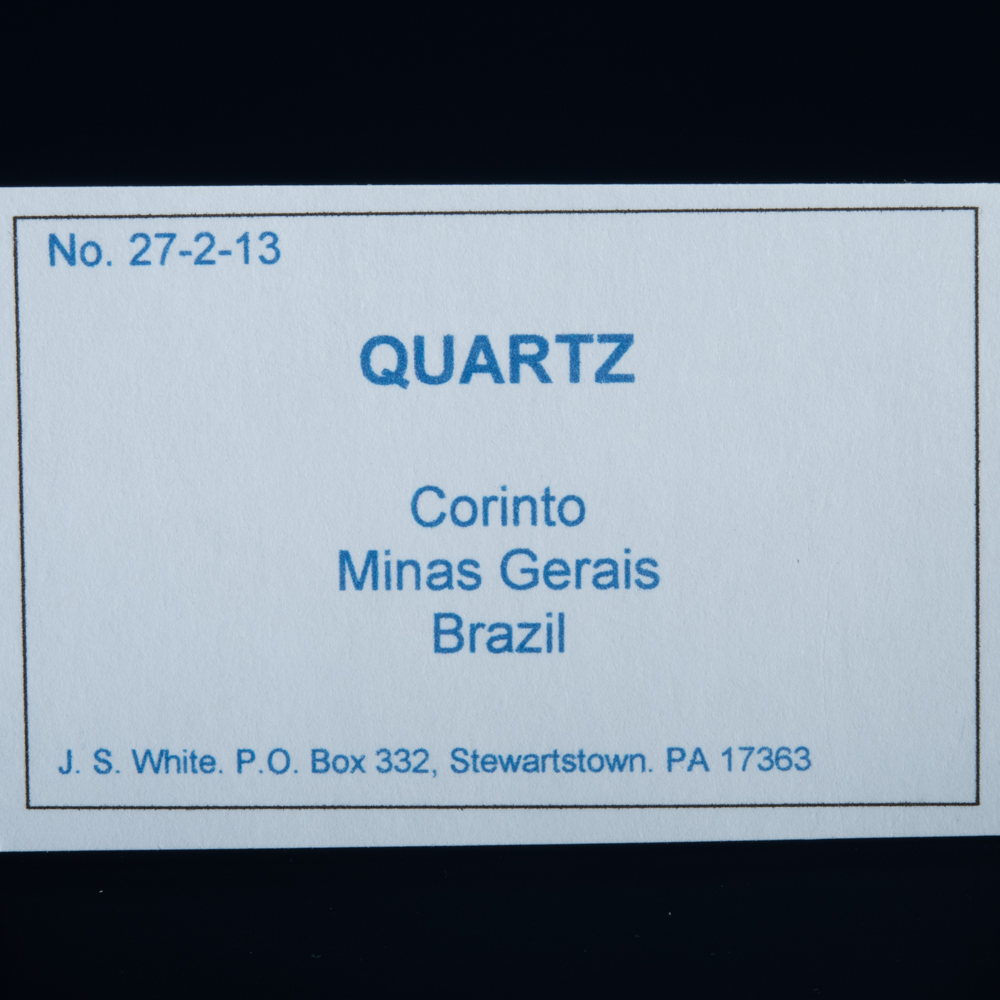 No. 27-2-13
QUARTZ
Corinto
Minas Gerais
Brazil
J. S. White. P.O. Box 332, Stewartstown. PA 17363